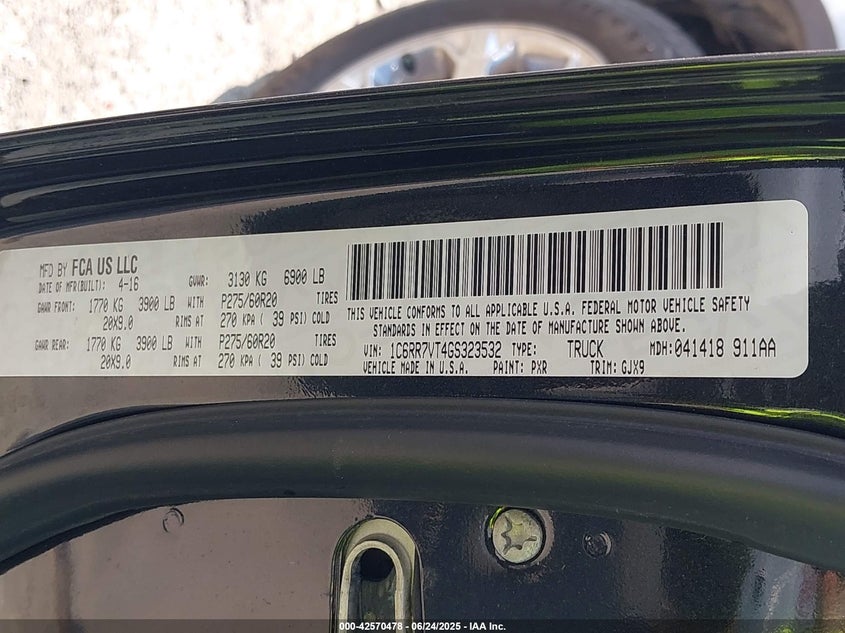 MFD BY FCA US LLC
DATE OF MFR(BUILT): 4-16 GVWR: 3130 KG 6900 LB
GAWR FRONT: 1770 KG 3900 LB WITH P275/60R20 TIRES
20X9.0 RIMS AT 270 KPA ( 39 PSI) COLD
GAWR REAR: 1770 KG 3900 LB WITH P275/60R20 TIRES
20X9.0 RIMS AT 270 KPA ( 39 PSI) COLD
THIS VEHICLE CONFORMS TO ALL APPLICABLE U.S.A. FEDERAL MOTOR VEHICLE SAFETY
STANDARDS IN EFFECT ON THE DATE OF MANUFACTURE SHOWN ABOVE.
VIN: 1C6RR7VT4GS323532 TYPE: TRUCK MDH:041418 911AA
VEHICLE MADE IN U.S.A. PAINT: PXR TRIM: GJX9
000-42570478 - 06/24/2025 - IAA Inc.